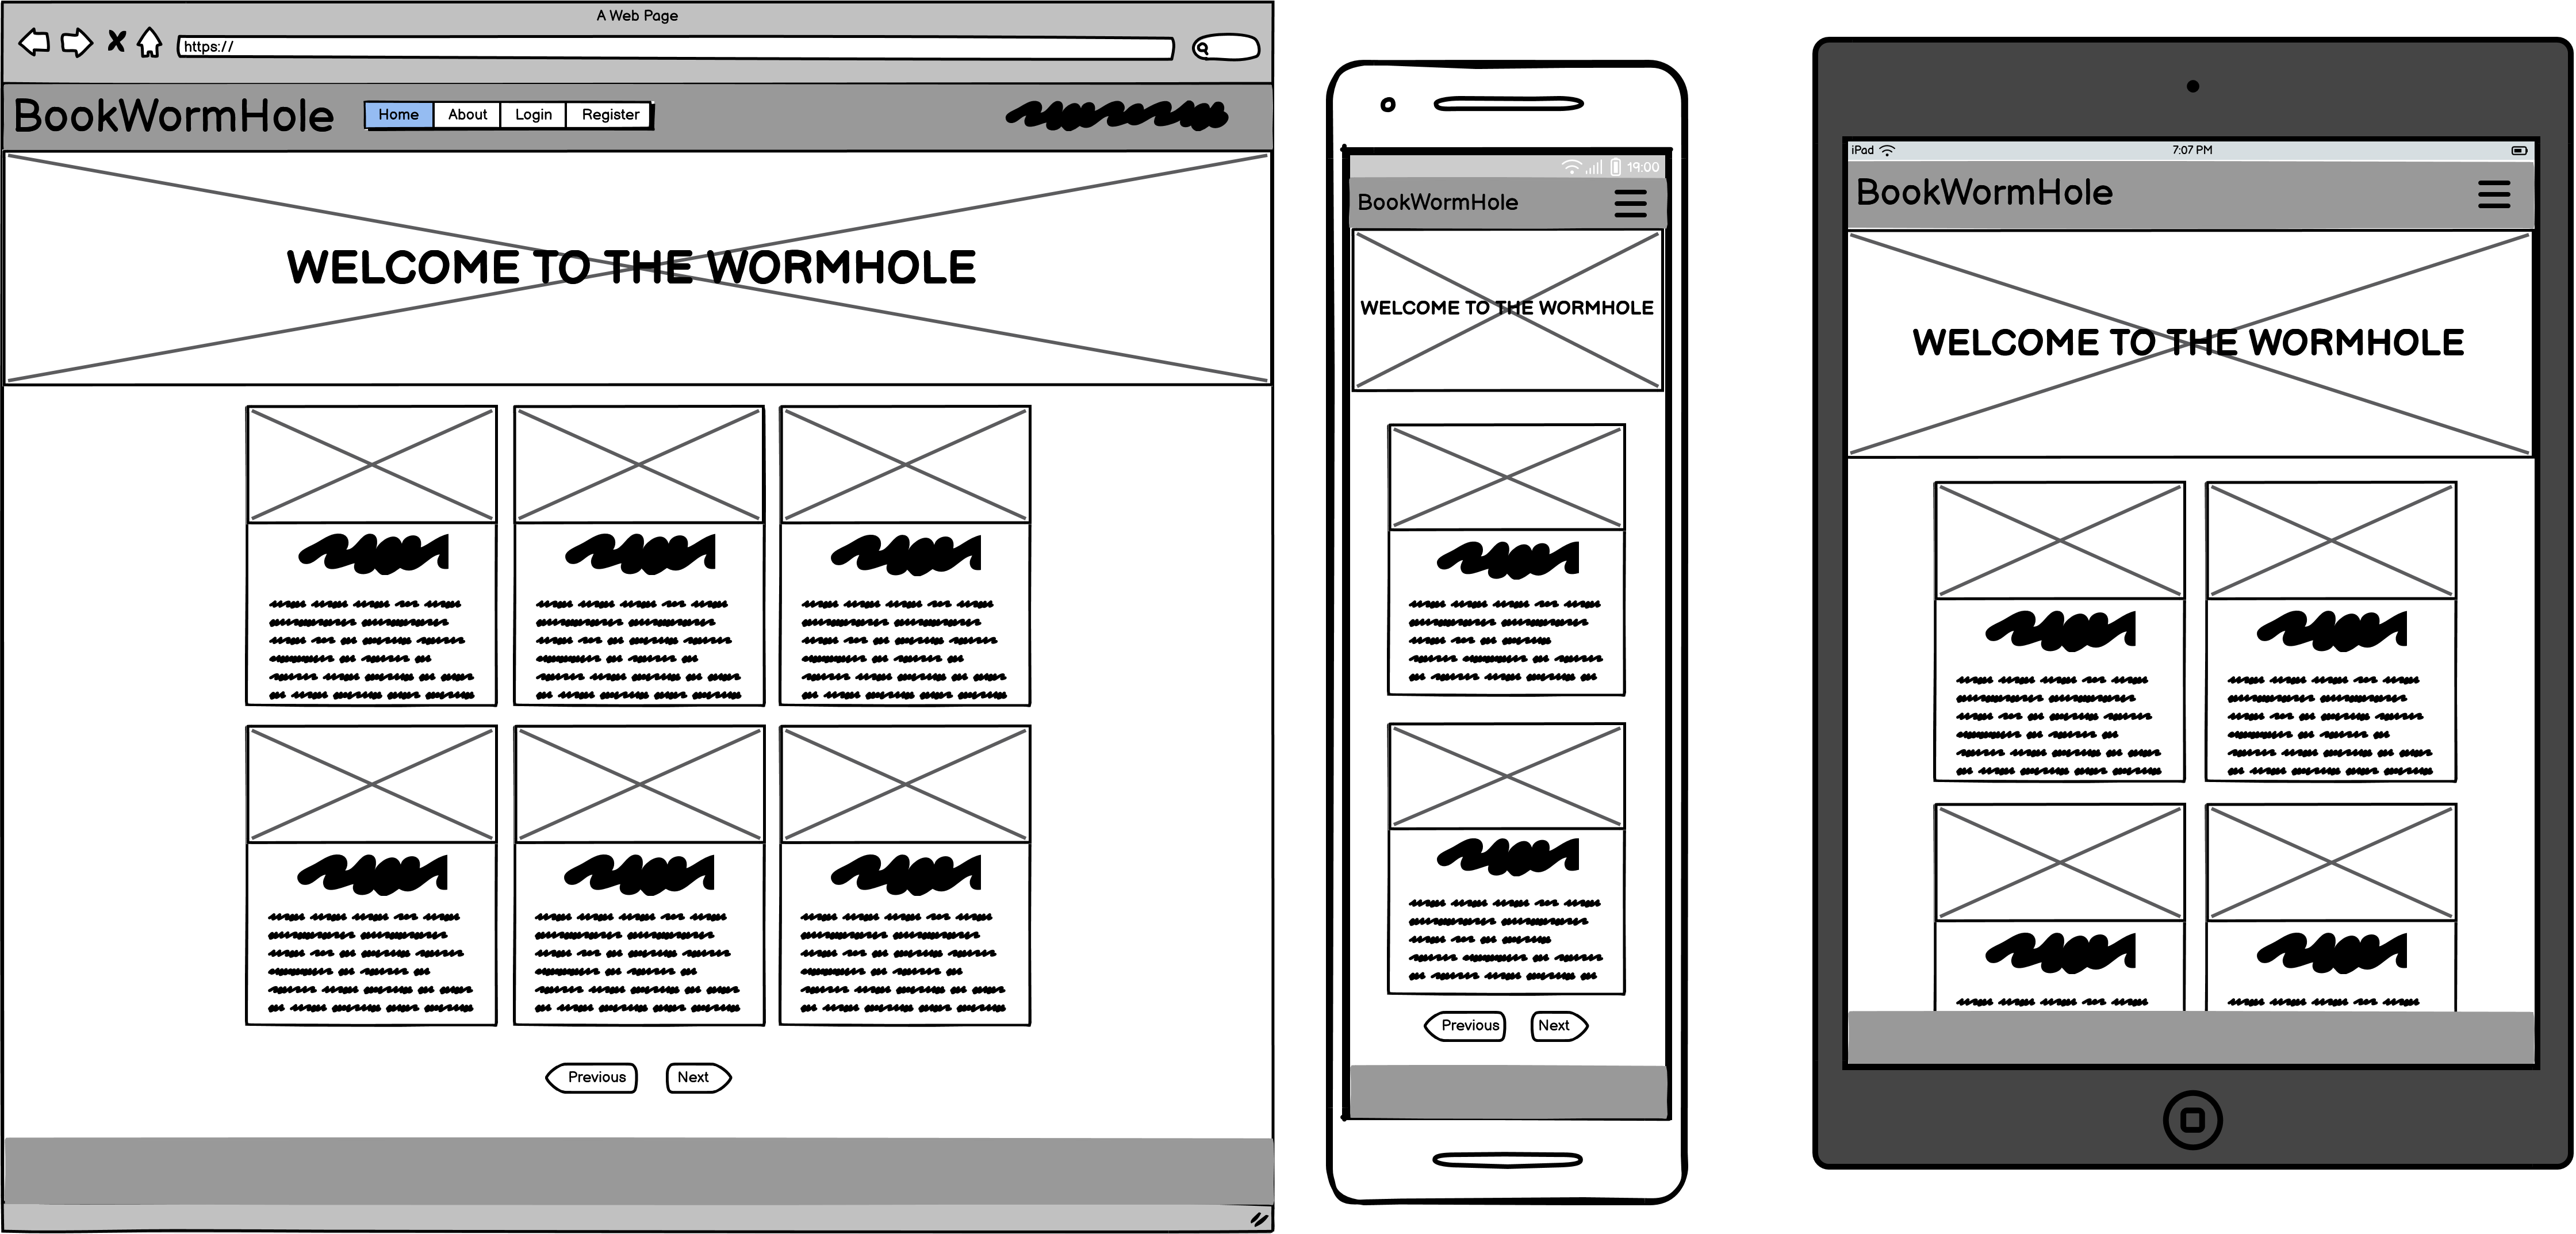 A Web Page
https://
BookWormHole
Home About Login Register
WELCOME TO THE WORMHOLE
Previous Next
19:00
BookWormHole
WELCOME TO THE WORMHOLE
Previous Next
iPad 7:07 PM
BookWormHole
WELCOME TO THE WORMHOLE